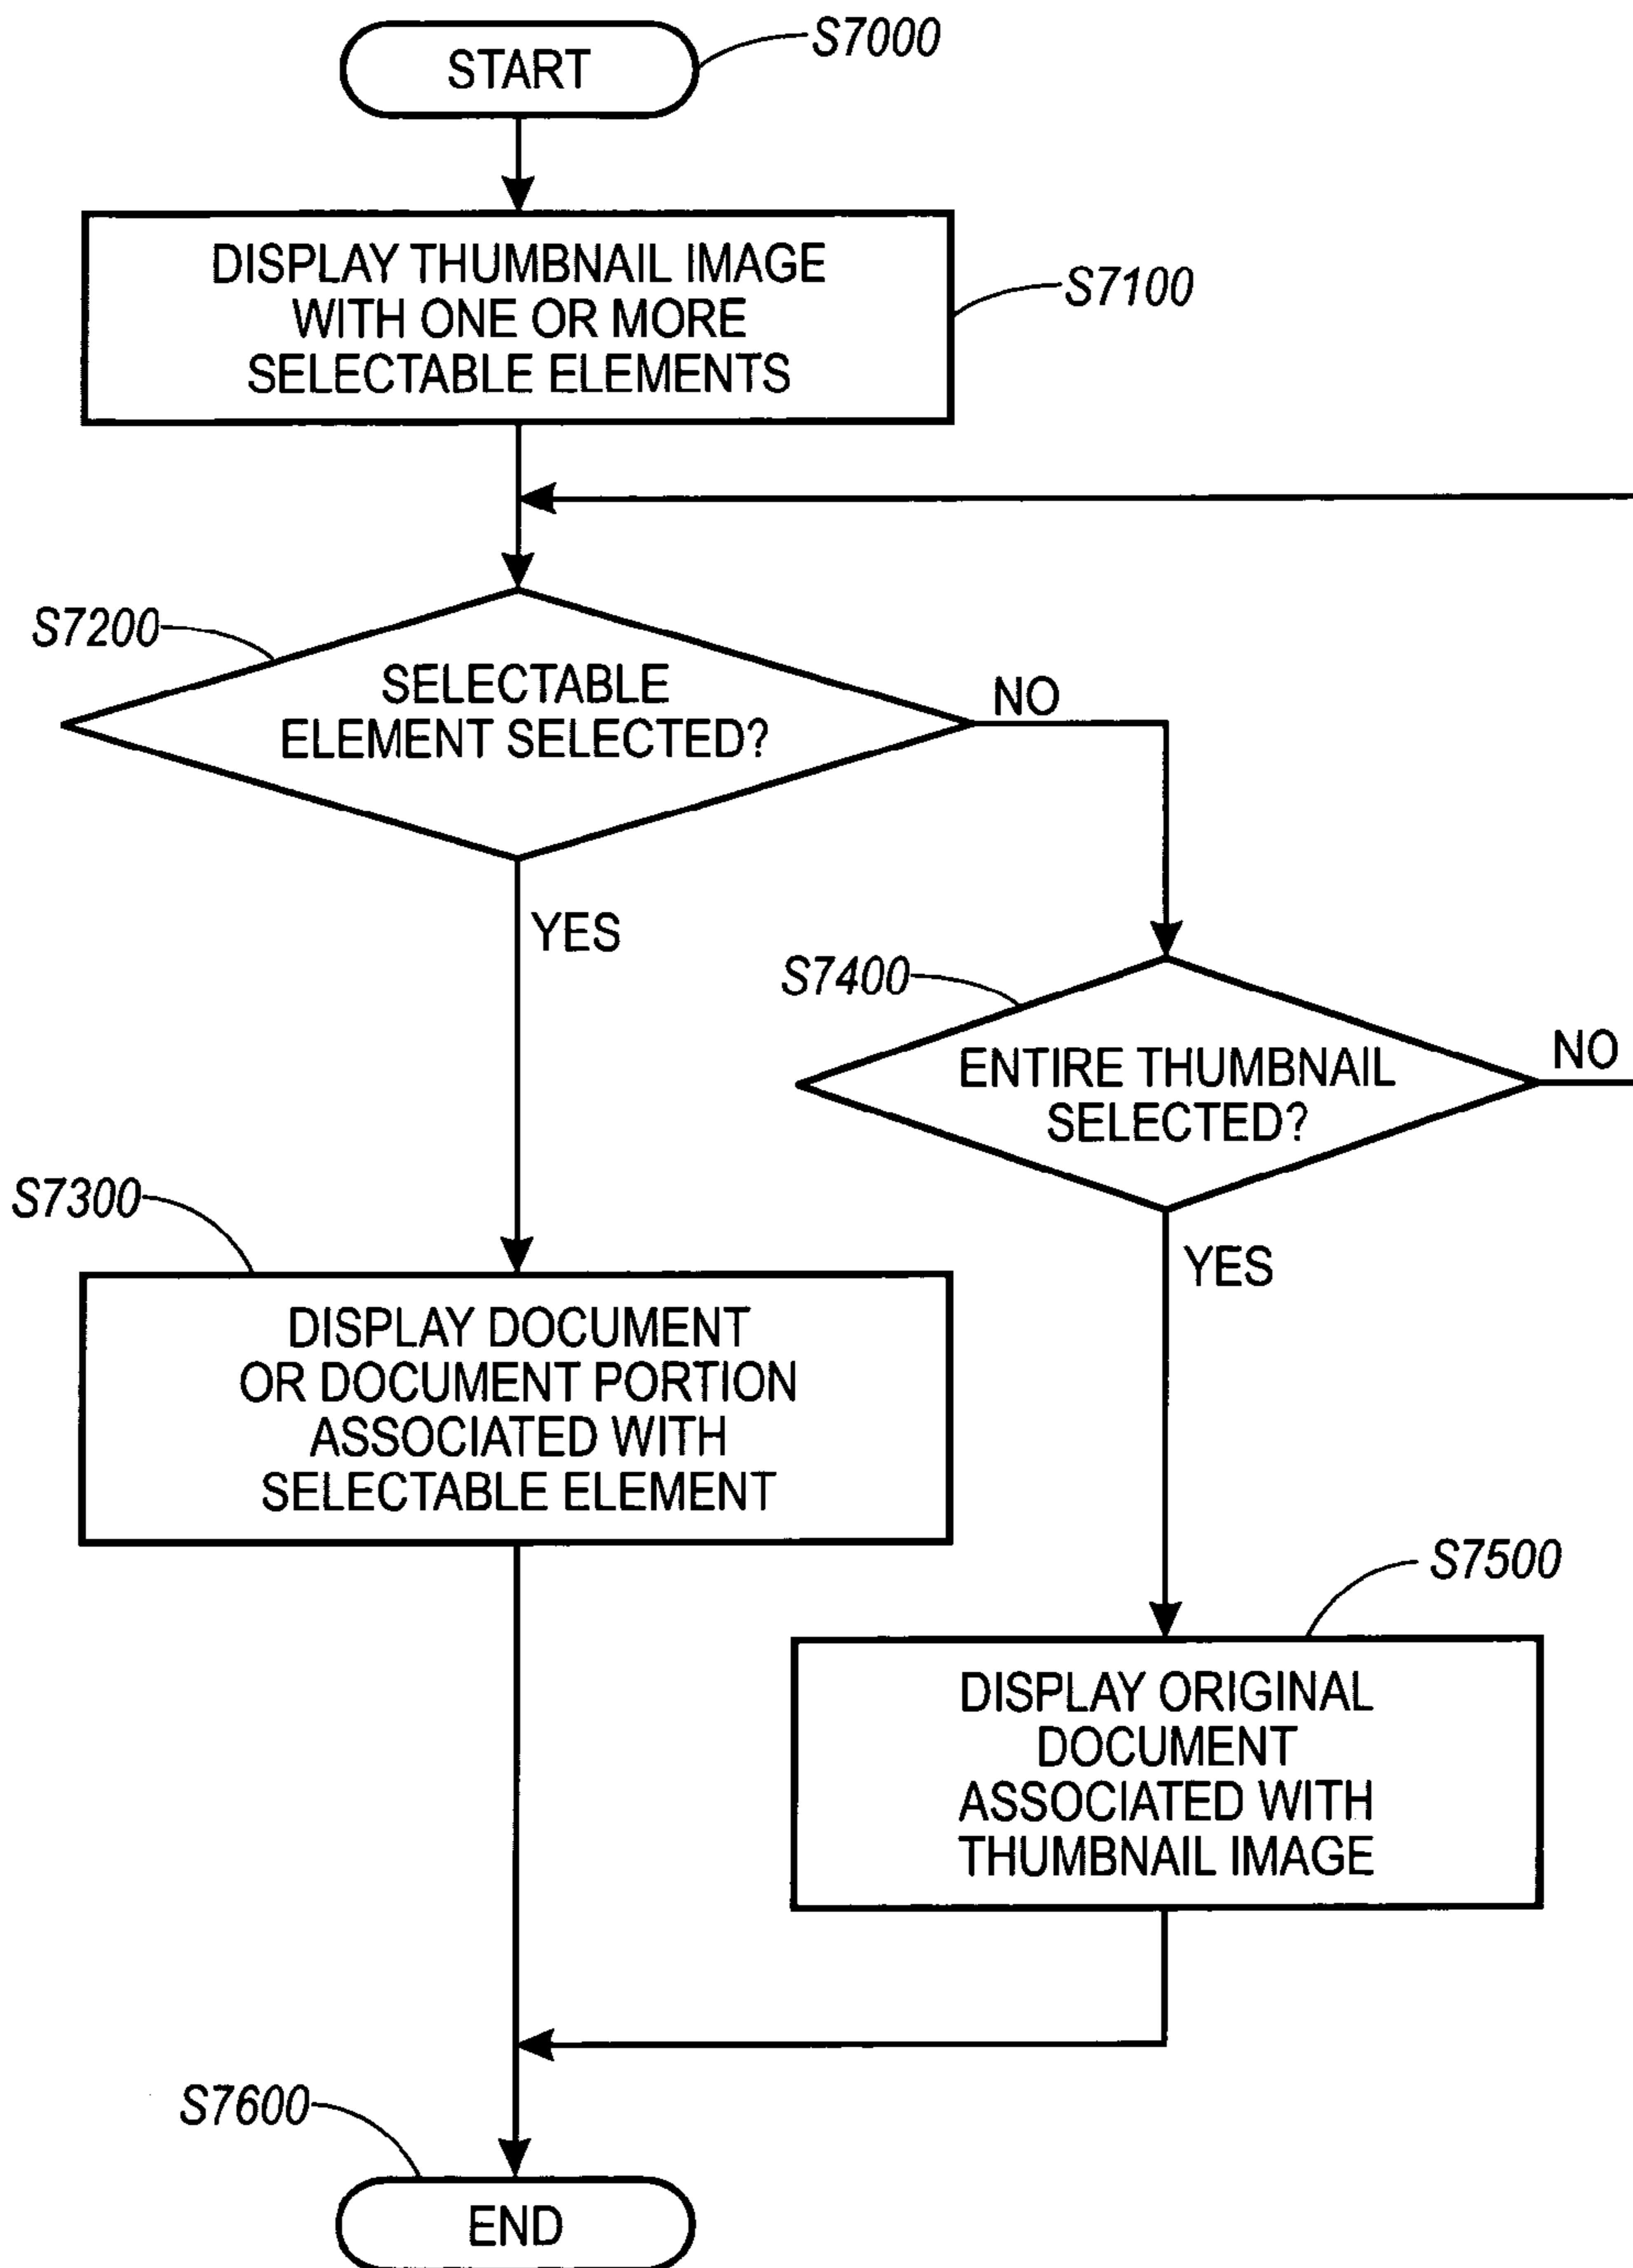 START
S7000
DISPLAY THUMBNAIL IMAGE
WITH ONE OR MORE
SELECTABLE ELEMENTS
S7100
S7200
SELECTABLE
ELEMENT SELECTED?
NO
YES
S7400
ENTIRE THUMBNAIL
SELECTED?
NO
YES
S7300
DISPLAY DOCUMENT
OR DOCUMENT PORTION
ASSOCIATED WITH
SELECTABLE ELEMENT
S7500
DISPLAY ORIGINAL
DOCUMENT
ASSOCIATED WITH
THUMBNAIL IMAGE
S7600
END